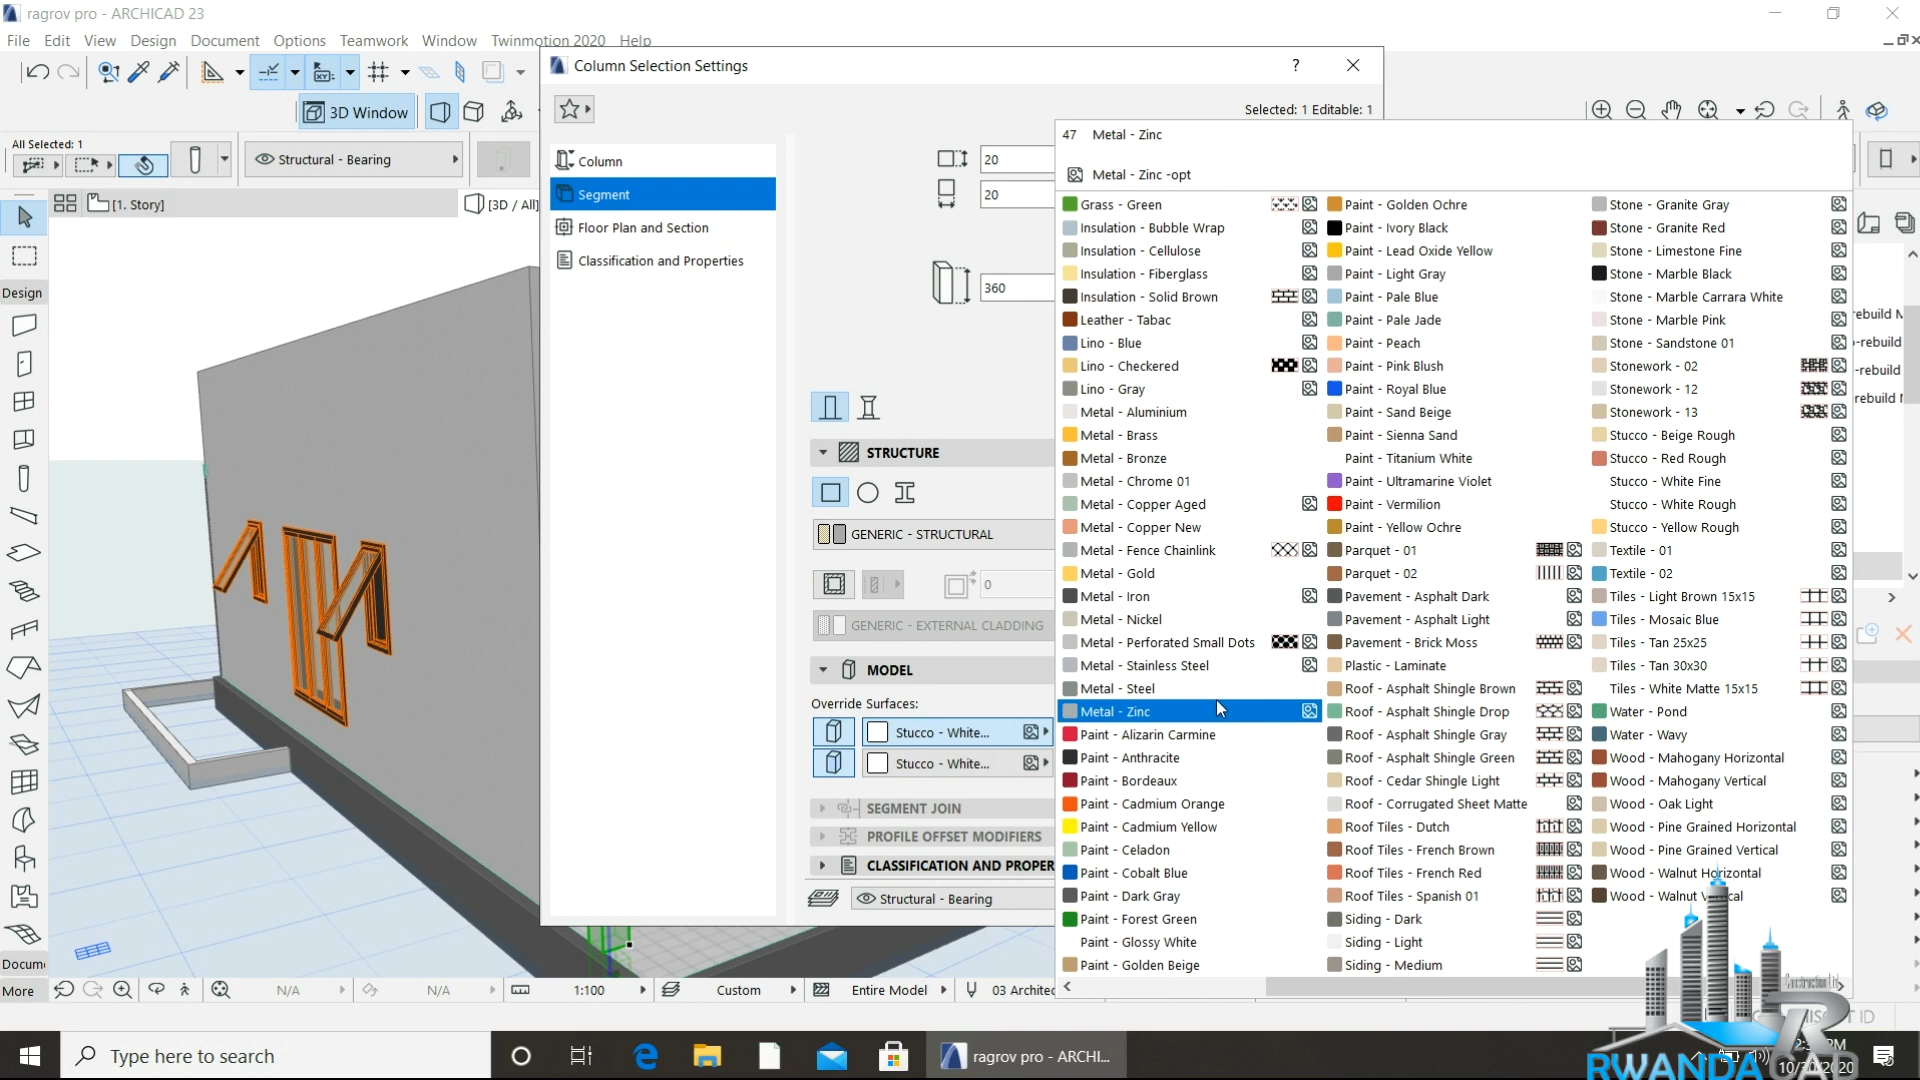 ragrov pro - ARCHICAD 23
File Edit View Design Document Options Teamwork Window Twinmotion 2020 Help
Column Selection Settings
?
Selected: 1 Editable: 1
3D Window
All Selected: 1
Structural - Bearing
[1. Story]
[3D / All]
Design
Column
Segment
Floor Plan and Section
Classification and Properties
20
20
360
STRUCTURE
GENERIC - STRUCTURAL
0
GENERIC - EXTERNAL CLADDING
MODEL
Override Surfaces:
Stucco - White...
Stucco - White...
SEGMENT JOIN
PROFILE OFFSET MODIFIERS
CLASSIFICATION AND PROPER
Structural - Bearing
47 Metal - Zinc
Metal - Zinc -opt
Grass - Green
Insulation - Bubble Wrap
Insulation - Cellulose
Insulation - Fiberglass
Insulation - Solid Brown
Leather - Tabac
Lino - Blue
Lino - Checkered
Lino - Gray
Metal - Aluminium
Metal - Brass
Metal - Bronze
Metal - Chrome 01
Metal - Copper Aged
Metal - Copper New
Metal - Fence Chainlink
Metal - Gold
Metal - Iron
Metal - Nickel
Metal - Perforated Small Dots
Metal - Stainless Steel
Metal - Steel
Metal - Zinc
Paint - Alizarin Carmine
Paint - Anthracite
Paint - Bordeaux
Paint - Cadmium Orange
Paint - Cadmium Yellow
Paint - Celadon
Paint - Cobalt Blue
Paint - Dark Gray
Paint - Forest Green
Paint - Glossy White
Paint - Golden Beige
Paint - Golden Ochre
Paint - Ivory Black
Paint - Lead Oxide Yellow
Paint - Light Gray
Paint - Pale Blue
Paint - Pale Jade
Paint - Peach
Paint - Pink Blush
Paint - Royal Blue
Paint - Sand Beige
Paint - Sienna Sand
Paint - Titanium White
Paint - Ultramarine Violet
Paint - Vermilion
Paint - Yellow Ochre
Parquet - 01
Parquet - 02
Pavement - Asphalt Dark
Pavement - Asphalt Light
Pavement - Brick Moss
Plastic - Laminate
Roof - Asphalt Shingle Brown
Roof - Asphalt Shingle Drop
Roof - Asphalt Shingle Gray
Roof - Asphalt Shingle Green
Roof - Cedar Shingle Light
Roof - Corrugated Sheet Matte
Roof Tiles - Dutch
Roof Tiles - French Brown
Roof Tiles - French Red
Roof Tiles - Spanish 01
Siding - Dark
Siding - Light
Siding - Medium
Stone - Granite Gray
Stone - Granite Red
Stone - Limestone Fine
Stone - Marble Black
Stone - Marble Carrara White
Stone - Marble Pink
Stone - Sandstone 01
Stonework - 02
Stonework - 12
Stonework - 13
Stucco - Beige Rough
Stucco - Red Rough
Stucco - White Fine
Stucco - White Rough
Stucco - Yellow Rough
Textile - 01
Textile - 02
Tiles - Light Brown 15x15
Tiles - Mosaic Blue
Tiles - Tan 25x25
Tiles - Tan 30x30
Tiles - White Matte 15x15
Water - Pond
Water - Wavy
Wood - Mahogany Horizontal
Wood - Mahogany Vertical
Wood - Oak Light
Wood - Pine Grained Horizontal
Wood - Pine Grained Vertical
Wood - Walnut Horizontal
Wood - Walnut Vertical
ebuild
-rebuild
-rebuild
ebuild
Docum
More
N/A
N/A
1:100
Custom
Entire Model
03 Architec
Type here to search
ragrov pro - ARCHI...
PM
10/30/2020
Construction Ltd
RWANDA CAD